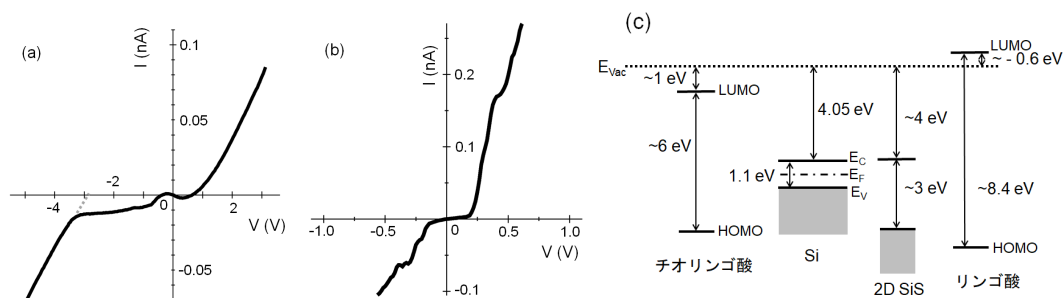 (a)
I (nA)
0.1
0.05
-4
-2
0
2
V (V)
-0.05
(b)
I (nA)
0.2
0.1
-1.0
-0.5
0
0.5
1.0
V (V)
-0.1
(c)
E_Vac
~1 eV
LUMO
~6 eV
HOMO
チオリンゴ酸
4.05 eV
1.1 eV
E_C
E_F
E_V
Si
~4 eV
~3 eV
2D SiS
LUMO
~ - 0.6 eV
~8.4 eV
HOMO
リンゴ酸